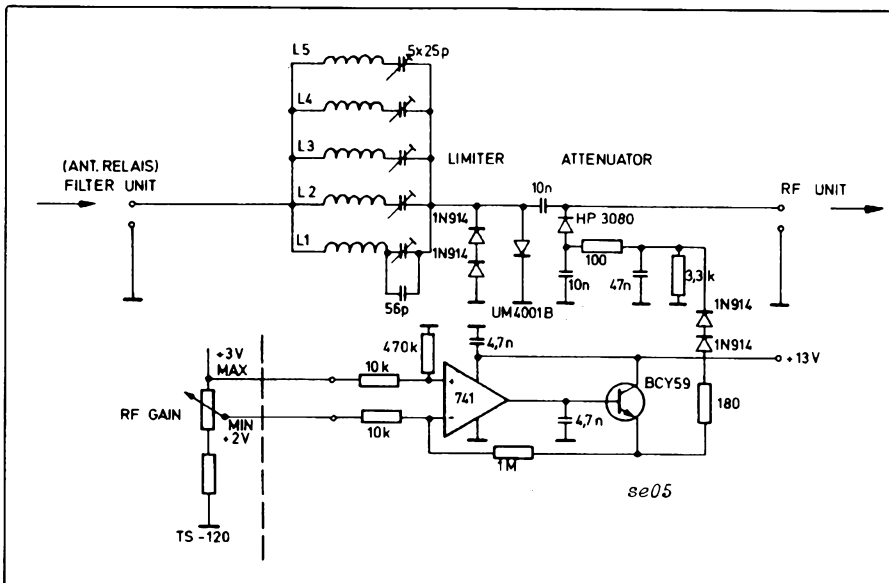 L5
5x25p
L4
L3
LIMITER
ATTENUATOR
(ANT. RELAIS)
FILTER UNIT
10n
RF UNIT
L2
1N914
HP 3080
L1
1N914
100
10n
47n
3,3k
56p
UM4001B
1N914
4,7n
1N914
470k
+3V
MAX
10k
+
741
-
+13V
BCY59
RF GAIN
MIN
+2V
10k
4,7n
180
1M
se05
TS-120